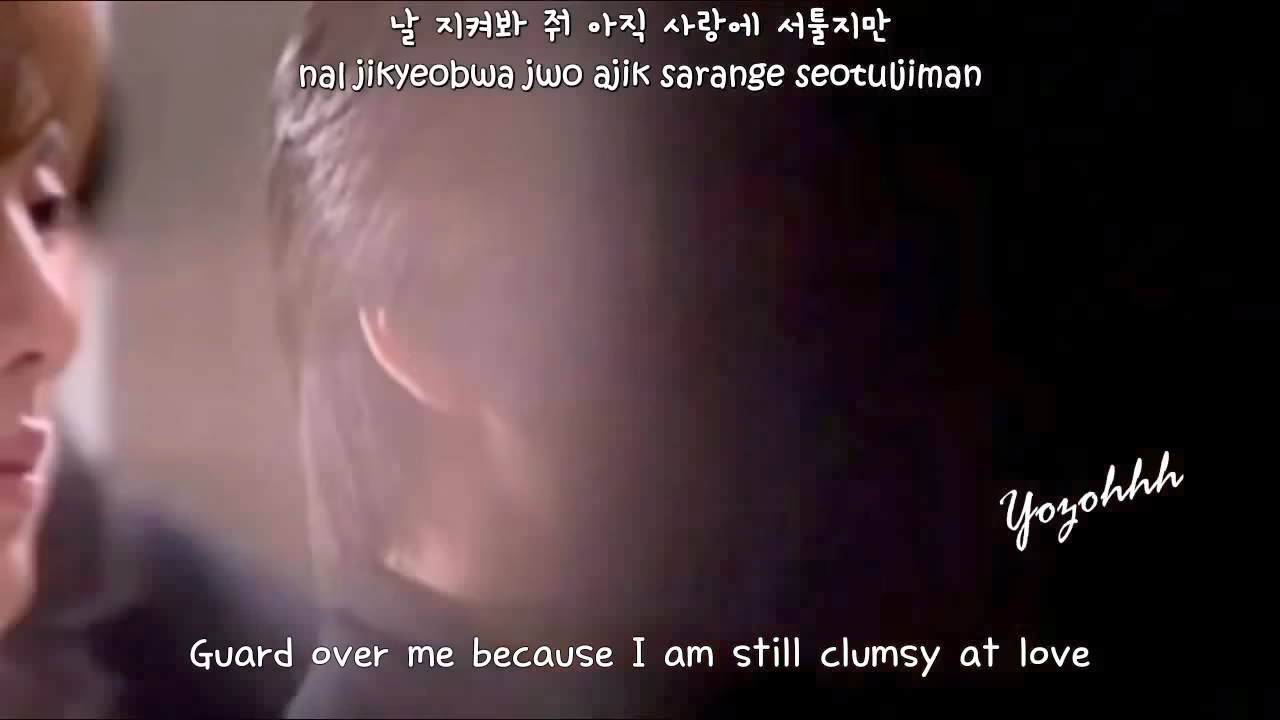 날 지켜봐 줘 아직 사랑에 서툴지만
nal jikyeobwa jwo ajik sarange seotuljiman
Yozohhh
Guard over me because I am still clumsy at love